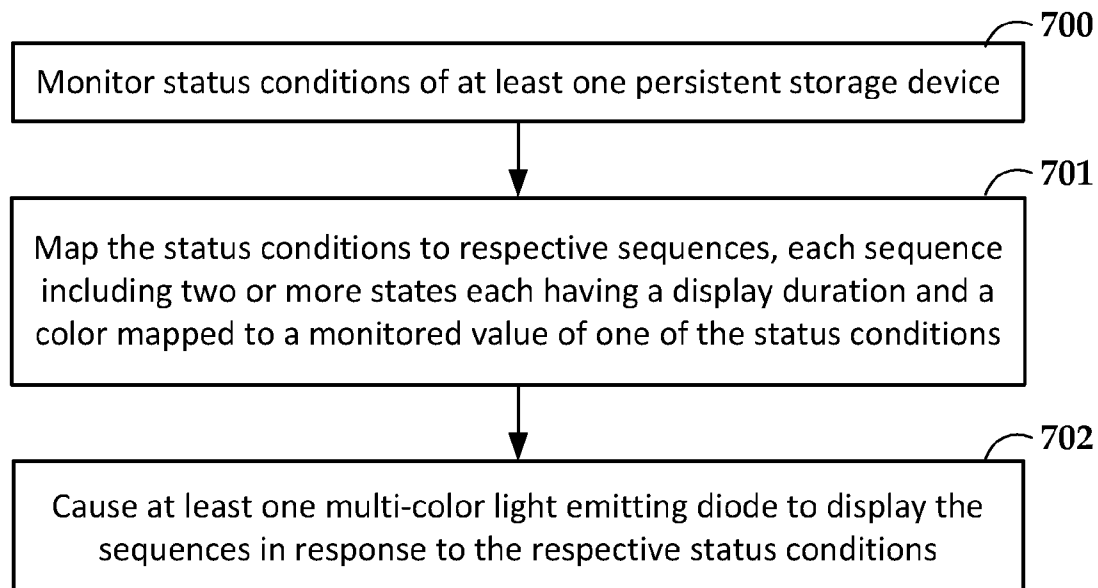 700
Monitor status conditions of at least one persistent storage device
701
Map the status conditions to respective sequences, each sequence
including two or more states each having a display duration and a
color mapped to a monitored value of one of the status conditions
702
Cause at least one multi-color light emitting diode to display the
sequences in response to the respective status conditions